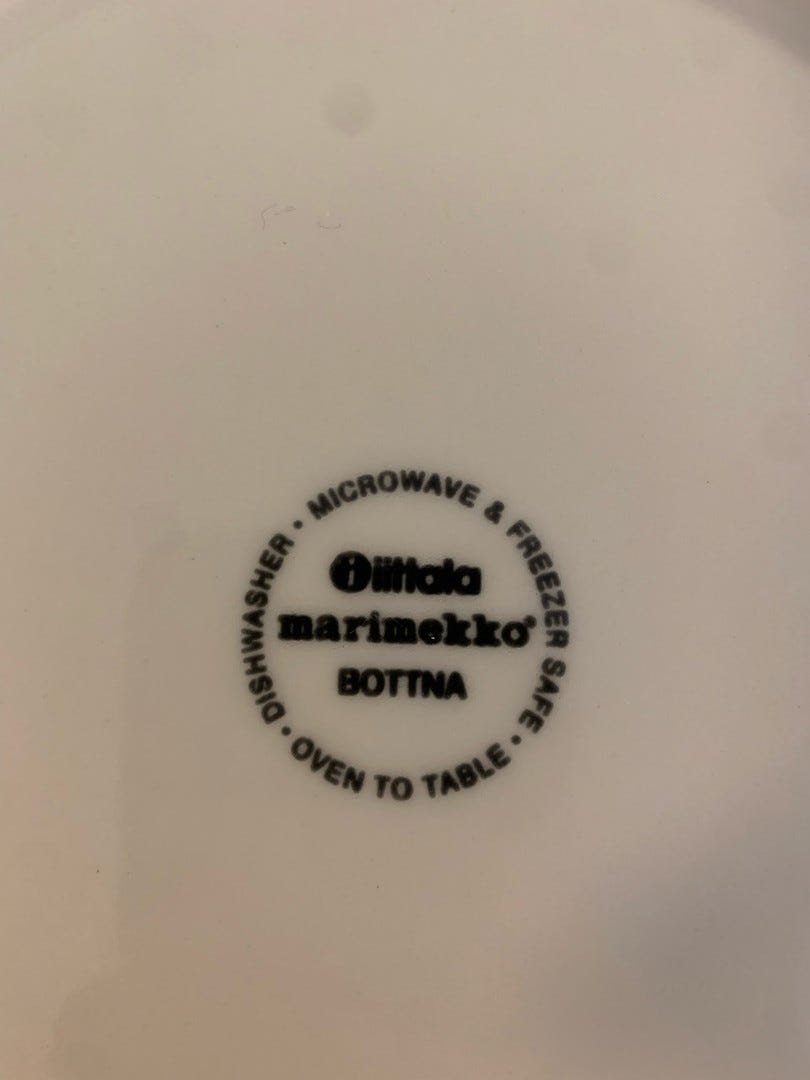 DISHWASHER • MICROWAVE & FREEZER SAFE • OVEN TO TABLE •
i iittala
marimekko®
BOTTNA